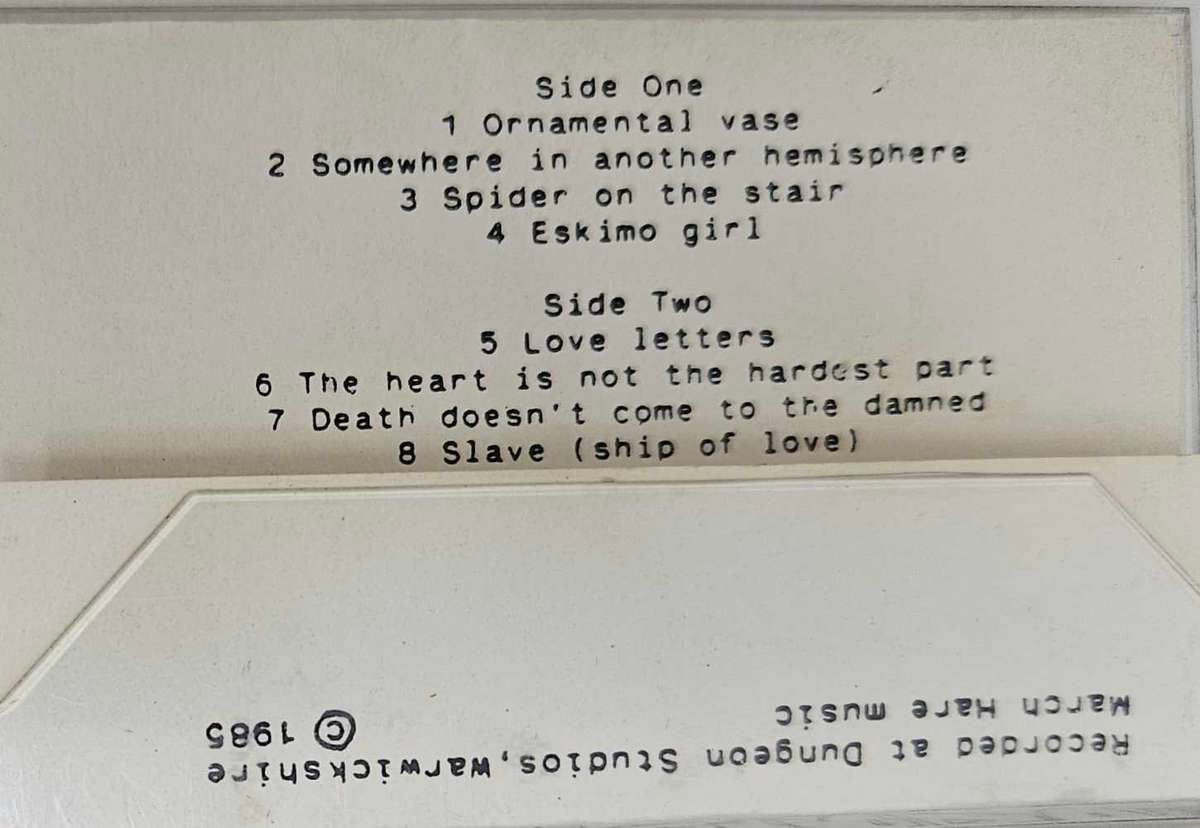 Side One
1 Ornamental vase
2 Somewhere in another hemisphere
3 Spider on the stair
4 Eskimo girl
Side Two
5 Love letters
6 The heart is not the hardest part
7 Death doesn't come to the damned
8 Slave (ship of love)
Recorded at Dungeon Studios, Warwickshire
March Hare music © 1985